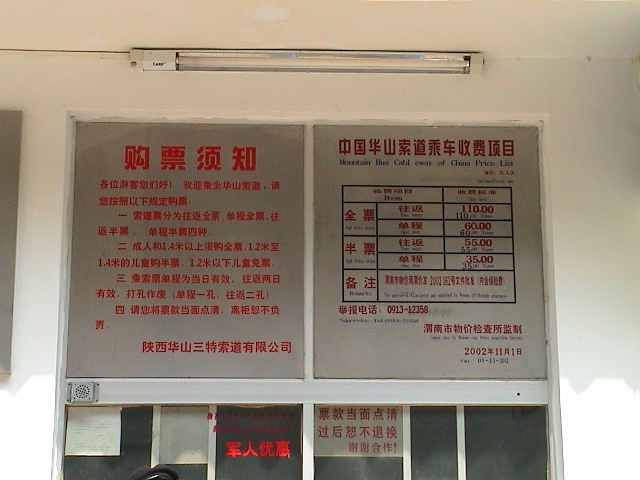 购票须知
各位游客您们好！ 欢迎乘坐华山索道，请
您按照以下规定购票：
一 索道票分为往返全票，单程全票，往
返半票， 单程半票四种。
二 成人和1.4米以上须购全票，1.2米至
1.4米的儿童购半票、1.2米以下儿童免票。
三 乘索票单程为当日有效、往返两日
有效、打孔作废（单程一孔、往返二孔）
四 请您将票款当面点清、离柜恕不负
责.
陕西华山三特索道有限公司
中国华山索道乘车收费项目
Mountain Hua Cabl eway of China Price List
收费项目 收费标准
Item
全票 往返 110.00
110.00
单程 60.00
60.00
半票 往返 55.00
55.00
单程 35.00
35.00
备注
Remarks
举报电话：0913-12358
渭南市物价检查所监制
2002年11月1日
军人优惠
票款当面点清
过后恕不退换
谢谢合作！